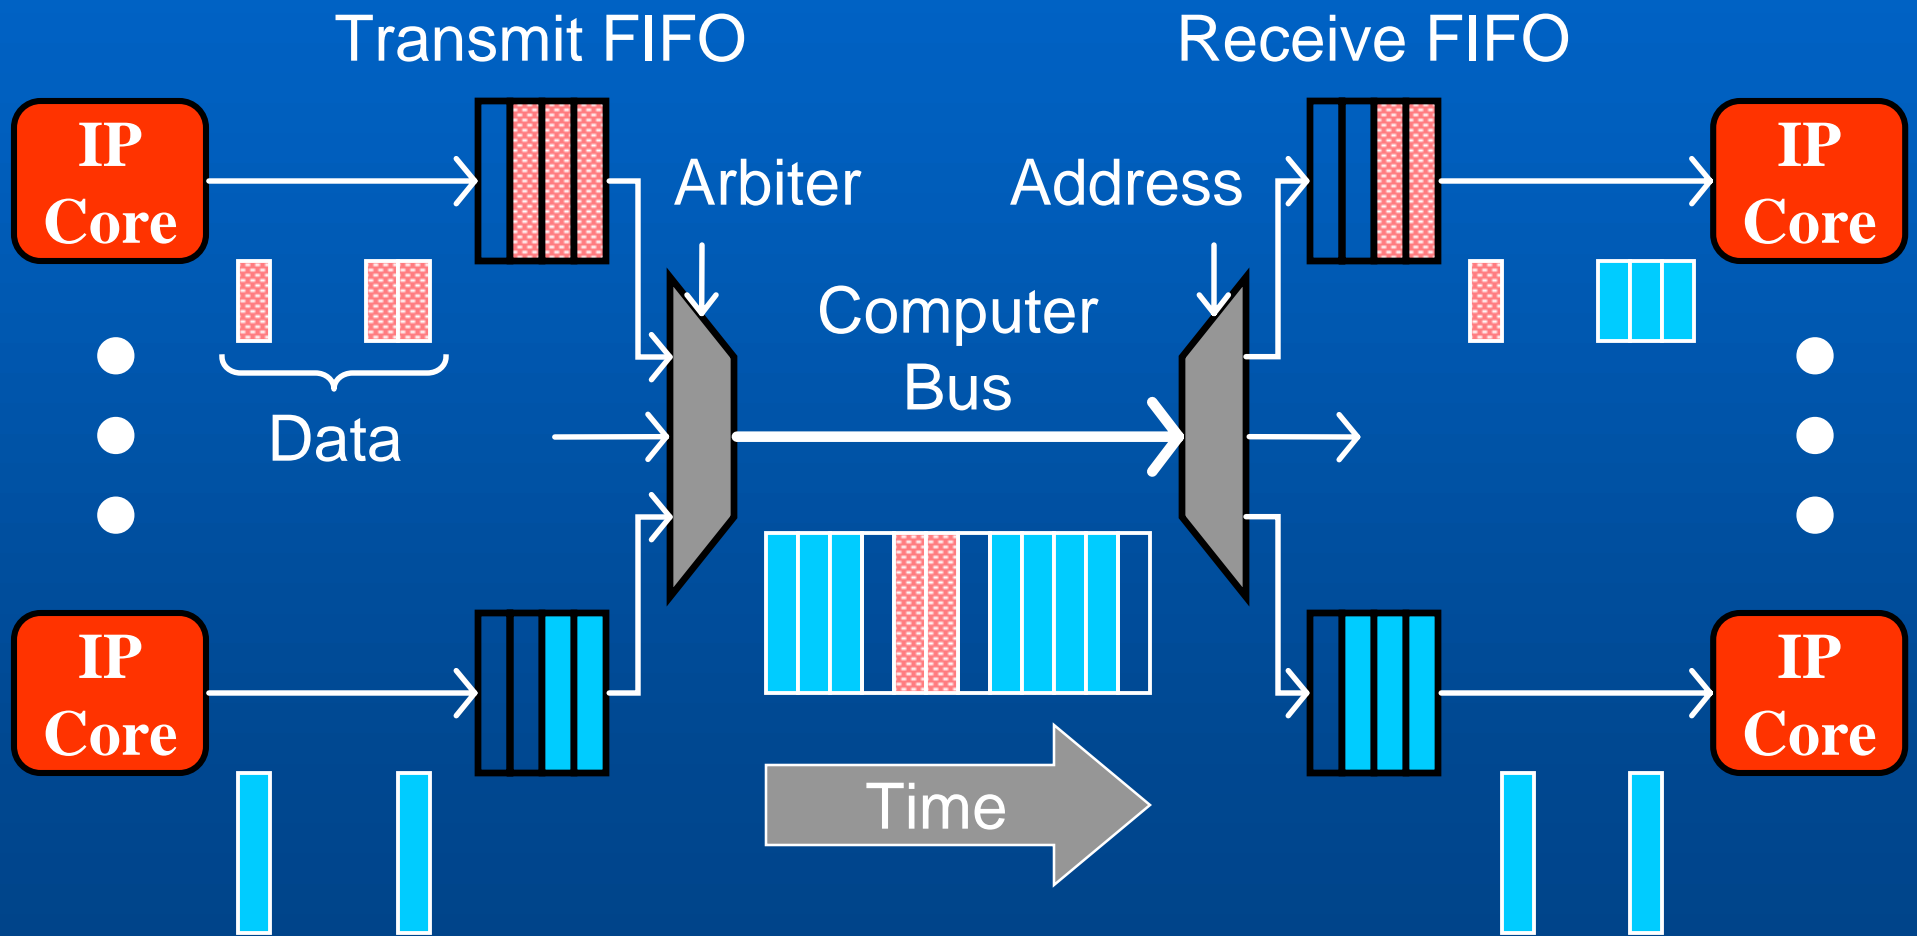 Transmit FIFO
Receive FIFO
IP
Core
Arbiter
Address
IP
Core
Computer
Bus
Data
IP
Core
Time
IP
Core